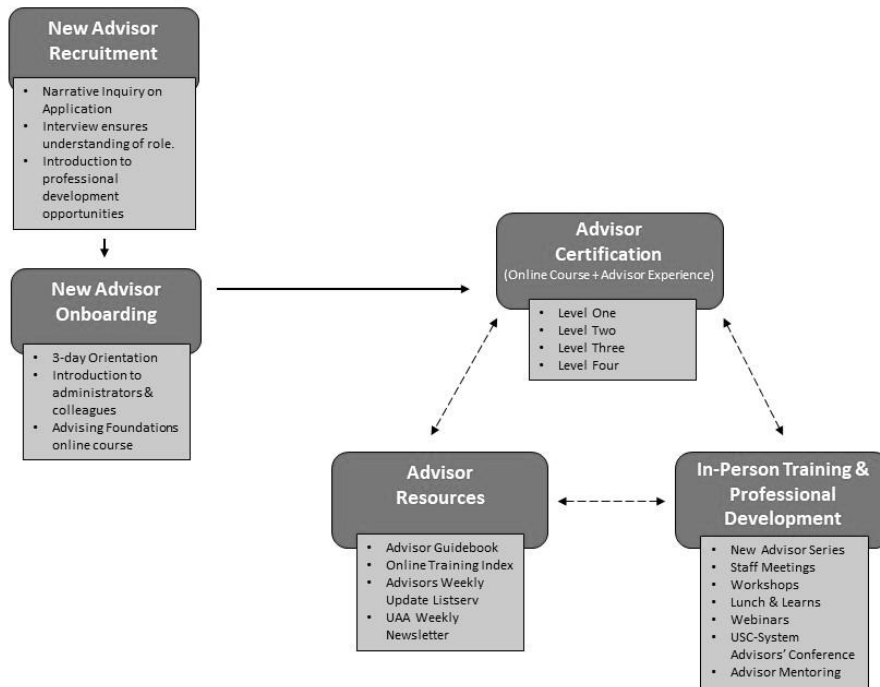 New Advisor
Recruitment
• Narrative Inquiry on
Application
• Interview ensures
understanding of role.
• Introduction to
professional
development
opportunities
New Advisor
Onboarding
• 3-day Orientation
• Introduction to
administrators &
colleagues
• Advising Foundations
online course
Advisor
Certification
(Online Course + Advisor Experience)
• Level One
• Level Two
• Level Three
• Level Four
Advisor
Resources
• Advisor Guidebook
• Online Training Index
• Advisors Weekly
Update Listserv
• UAA Weekly
Newsletter
In-Person Training &
Professional
Development
• New Advisor Series
• Staff Meetings
• Workshops
• Lunch & Learns
• Webinars
• USC-System
Advisors' Conference
• Advisor Mentoring